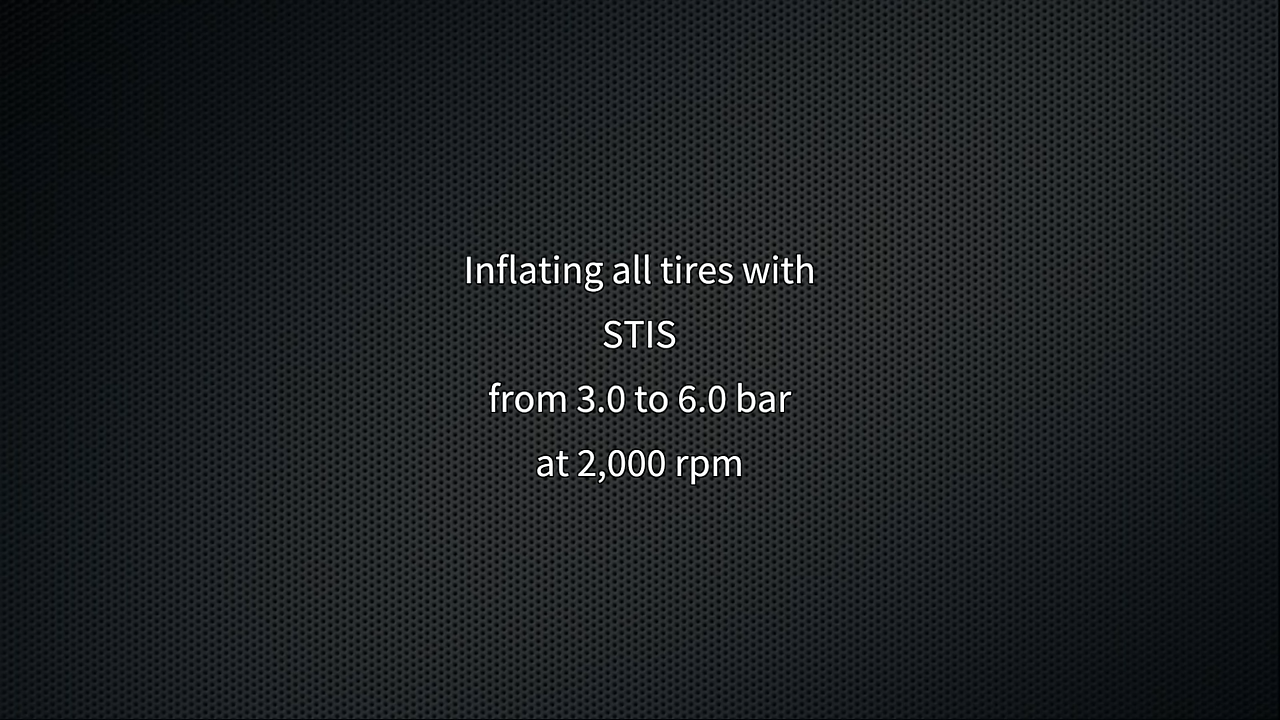 Inflating all tires with
STIS
from 3.0 to 6.0 bar
at 2,000 rpm